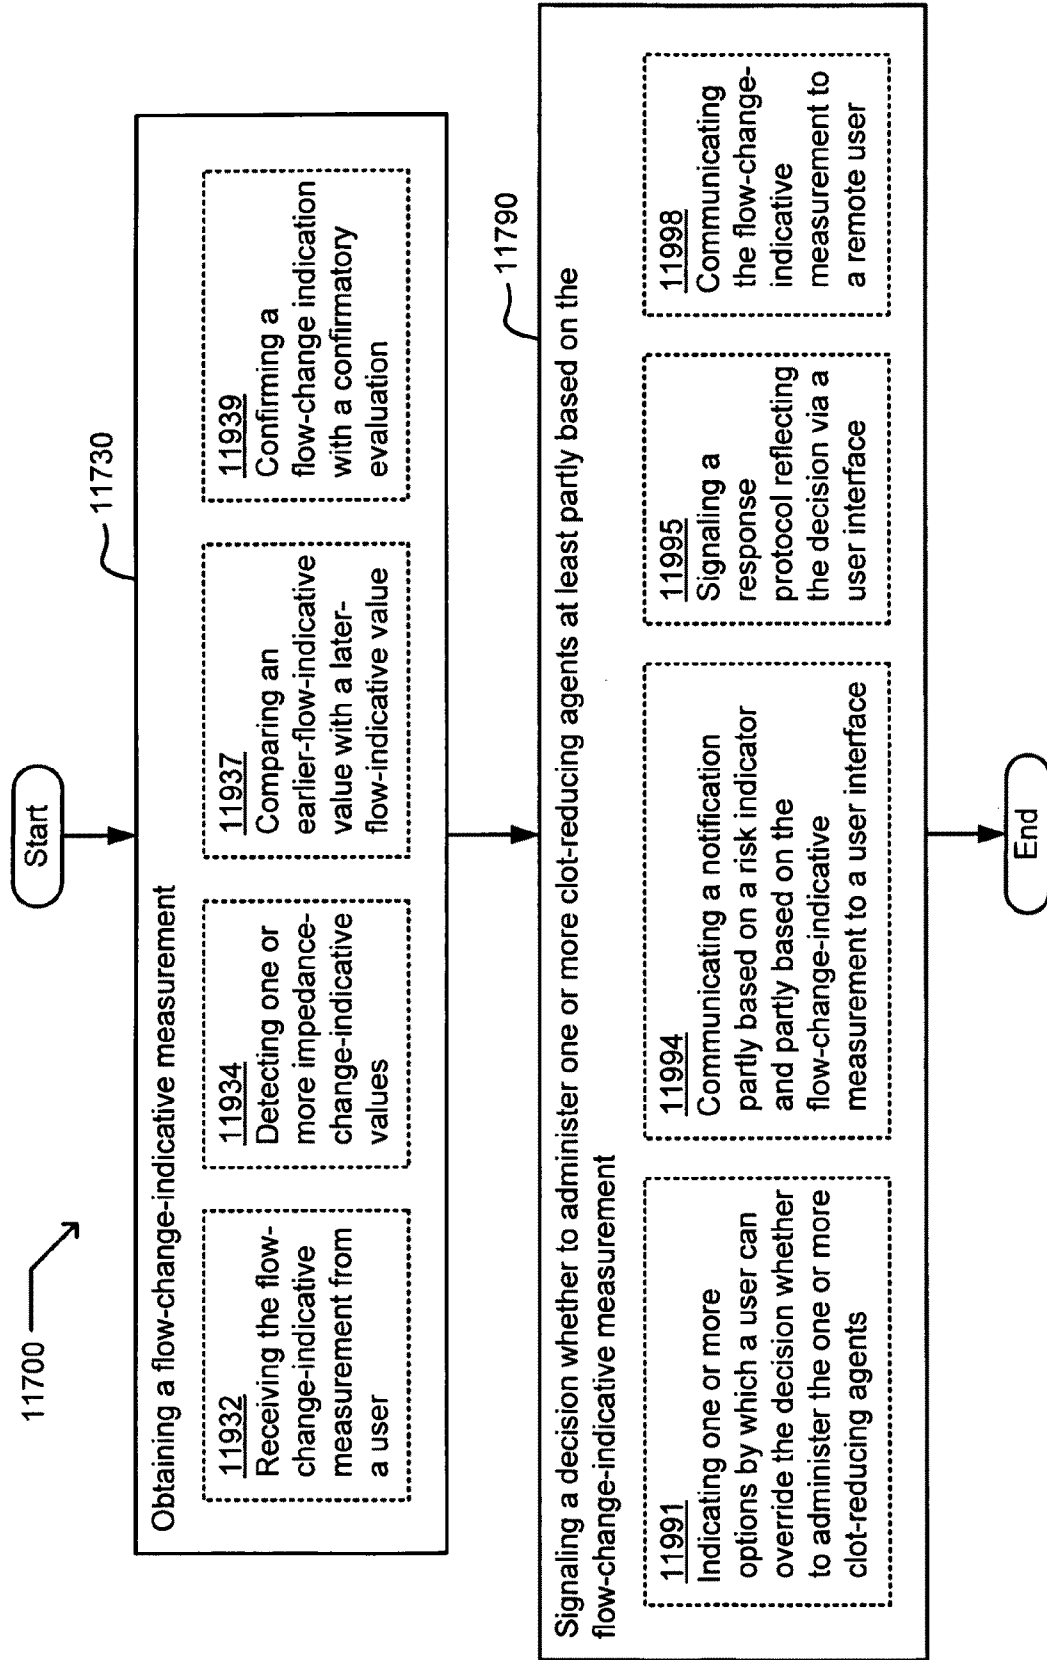 11700
Start
11730
Obtaining a flow-change-indicative measurement
11932
Receiving the flow-
change-indicative
measurement from
a user
11934
Detecting one or
more impedance-
change-indicative
values
11937
Comparing an
earlier-flow-indicative
value with a later-
flow-indicative value
11939
Confirming a
flow-change indication
with a confirmatory
evaluation
11790
Signaling a decision whether to administer one or more clot-reducing agents at least partly based on the
flow-change-indicative measurement
11991
Indicating one or more
options by which a user can
override the decision whether
to administer the one or more
clot-reducing agents
11994
Communicating a notification
partly based on a risk indicator
and partly based on the
flow-change-indicative
measurement to a user interface
11995
Signaling a
response
protocol reflecting
the decision via a
user interface
11998
Communicating
the flow-change-
indicative
measurement to
a remote user
End